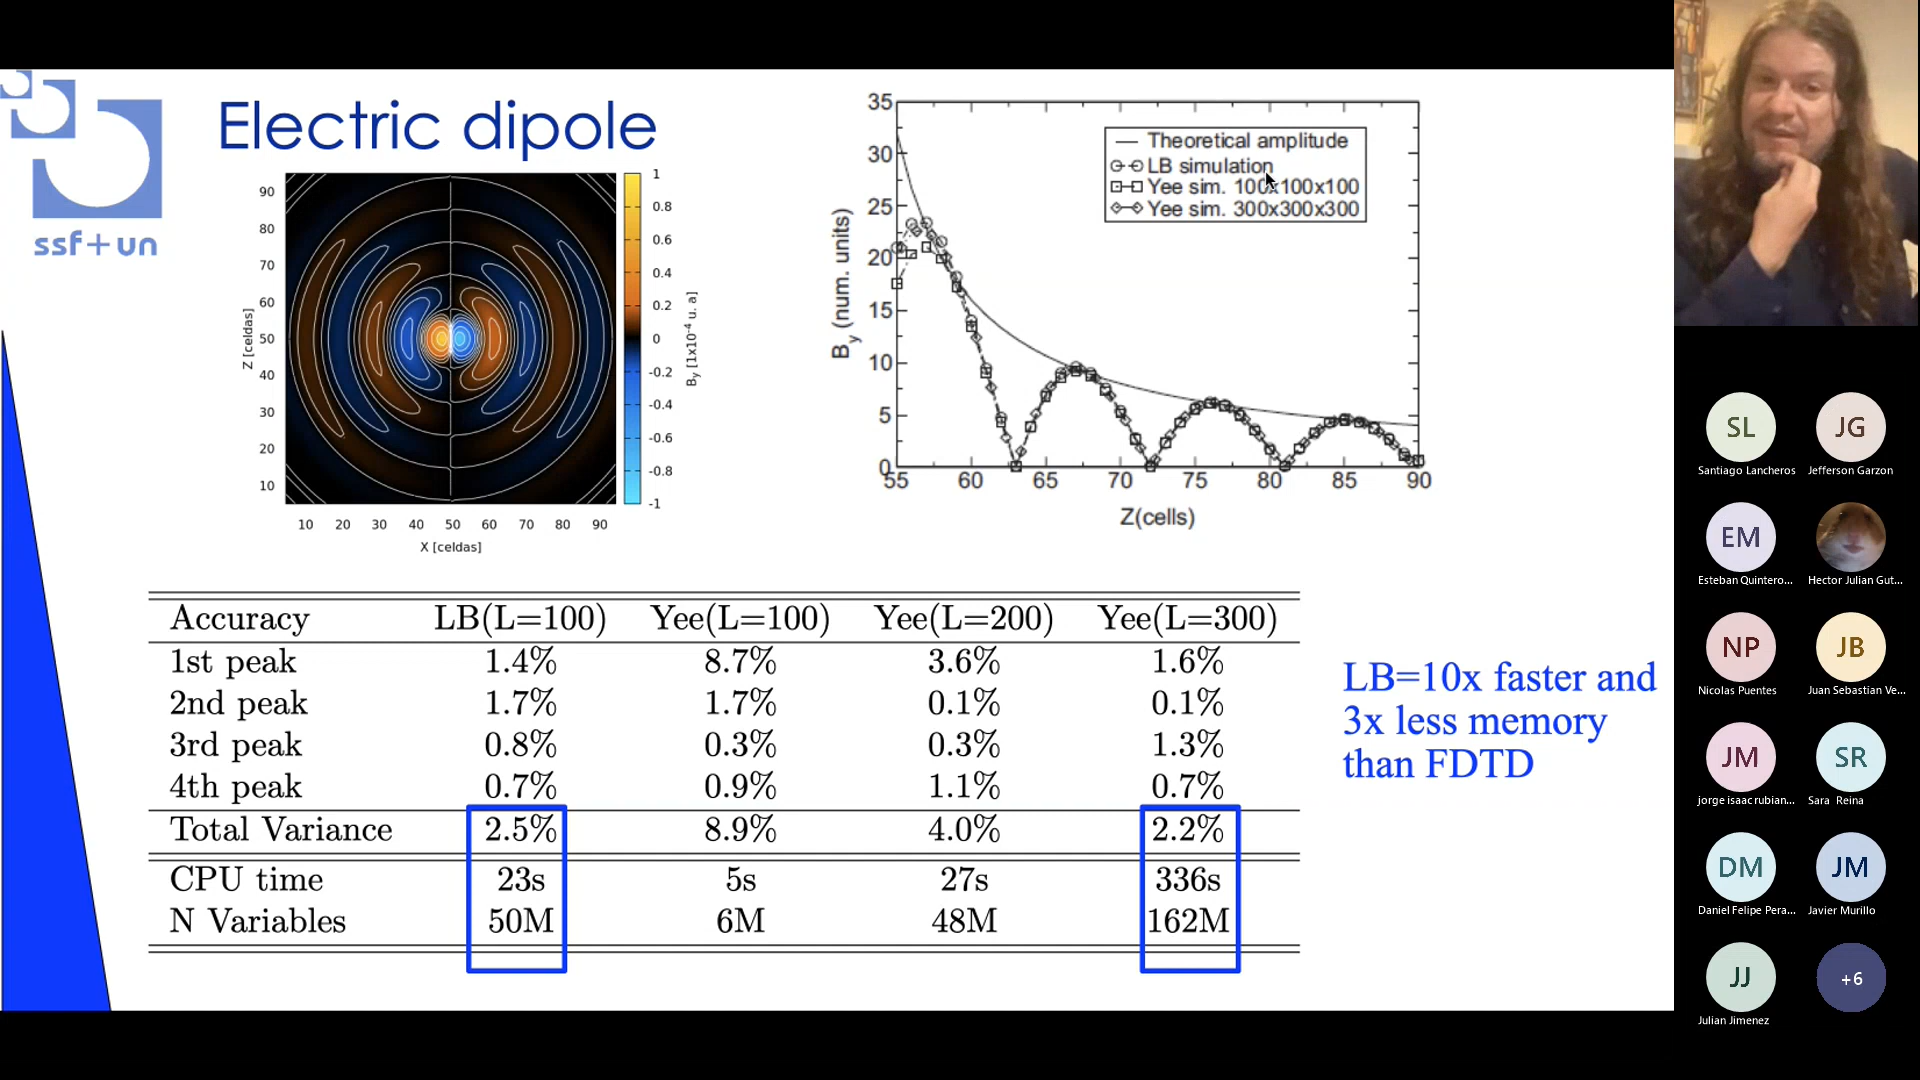 Electric dipole
ssf+un
90
80
70
60
50
40
30
20
10
Z [celdas]
10 20 30 40 50 60 70 80 90
X [celdas]
1
0.8
0.6
0.4
0.2
0
-0.2
-0.4
-0.6
-0.8
-1
By [1x10-4 u. a]
35
30
25
20
15
10
5
0
By (num. units)
Theoretical amplitude
LB simulation
Yee sim. 100x100x100
Yee sim. 300x300x300
55 60 65 70 75 80 85 90
Z(cells)
Accuracy LB(L=100) Yee(L=100) Yee(L=200) Yee(L=300)
1st peak 1.4% 8.7% 3.6% 1.6%
2nd peak 1.7% 1.7% 0.1% 0.1%
3rd peak 0.8% 0.3% 0.3% 1.3%
4th peak 0.7% 0.9% 1.1% 0.7%
Total Variance 2.5% 8.9% 4.0% 2.2%
CPU time 23s 5s 27s 336s
N Variables 50M 6M 48M 162M
LB=10x faster and
3x less memory
than FDTD
SL JG
Santiago Lancheros Jefferson Garzon
EM
Esteban Quintero... Hector Julian Gut...
NP JB
Nicolas Puentes Juan Sebastian Ve...
JM SR
jorge isaac rubian... Sara Reina
DM JM
Daniel Felipe Pera... Javier Murillo
JJ +6
Julian Jimenez